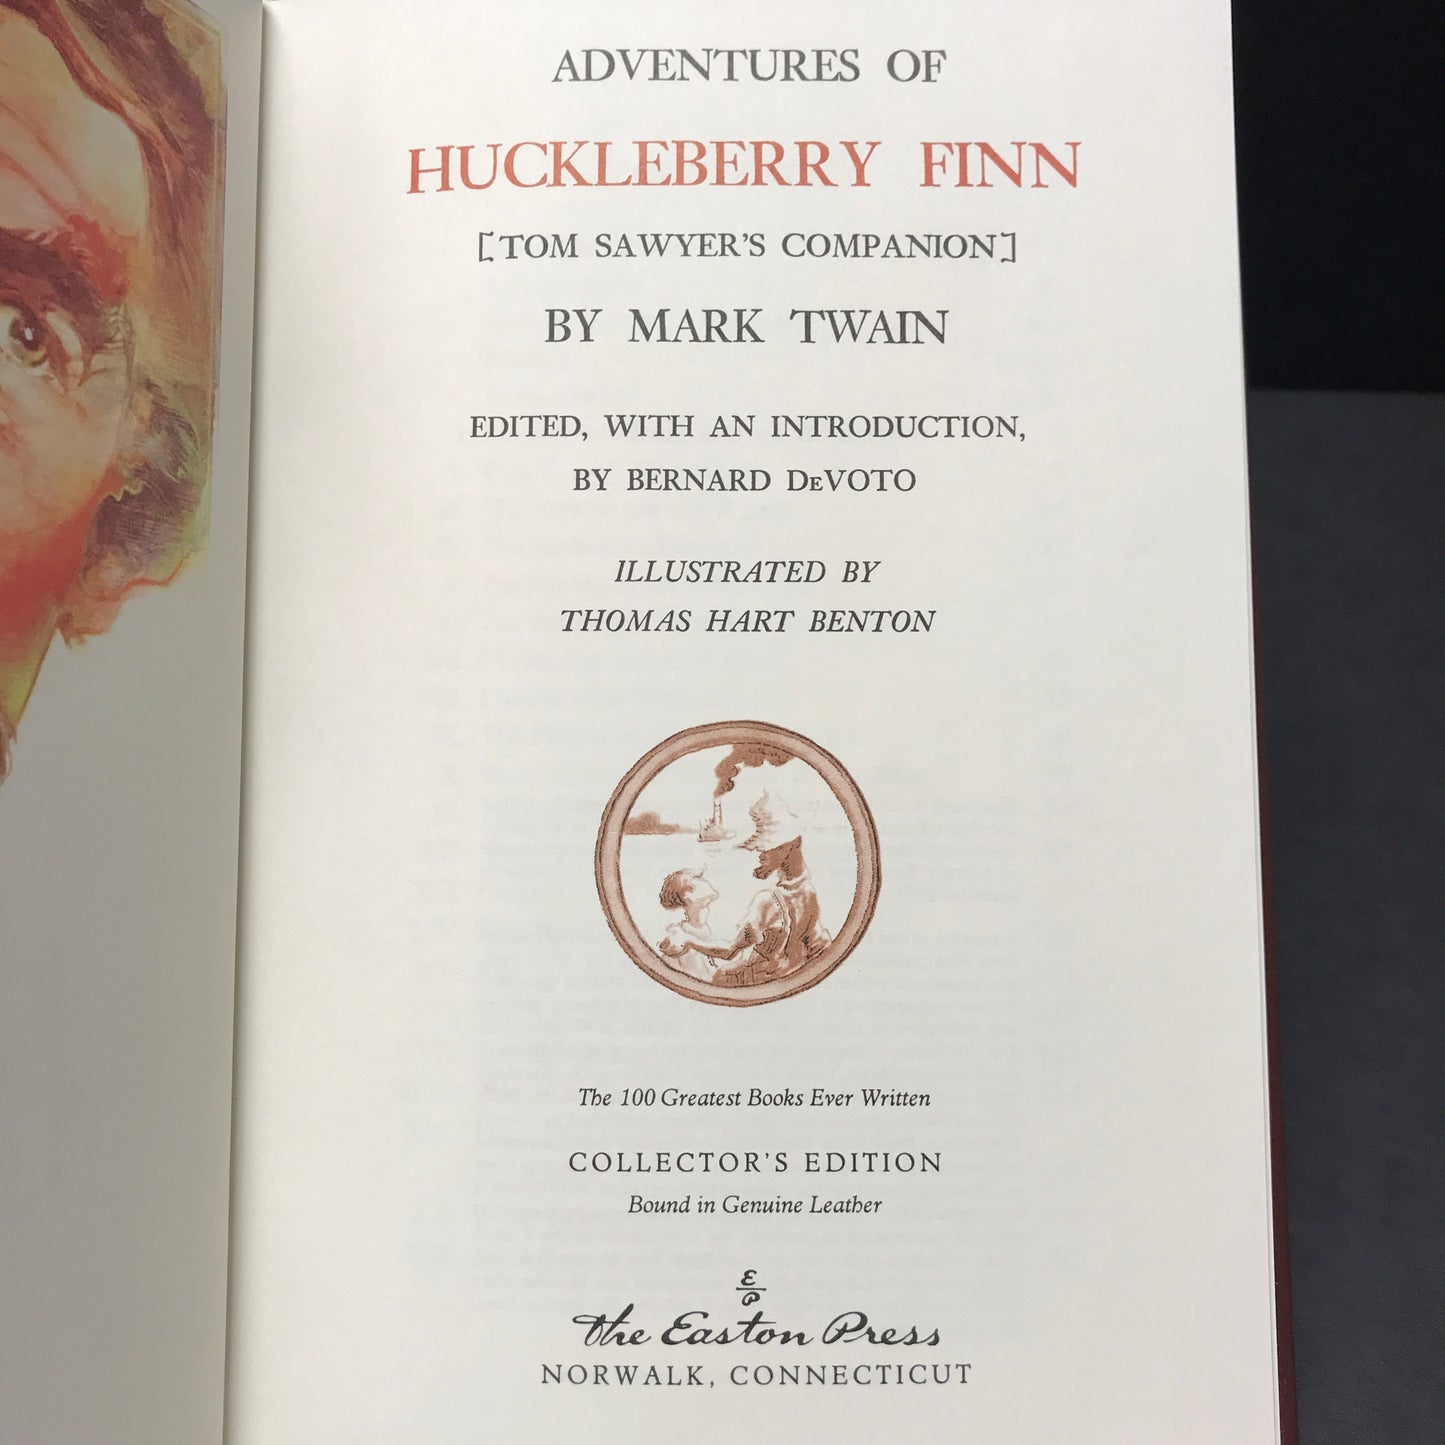 ADVENTURES OF
HUCKLEBERRY FINN
[TOM SAWYER'S COMPANION]
BY MARK TWAIN
EDITED, WITH AN INTRODUCTION,
BY BERNARD DEVOTO
ILLUSTRATED BY
THOMAS HART BENTON
The 100 Greatest Books Ever Written
COLLECTOR'S EDITION
Bound in Genuine Leather
E
P
The Easton Press
NORWALK, CONNECTICUT